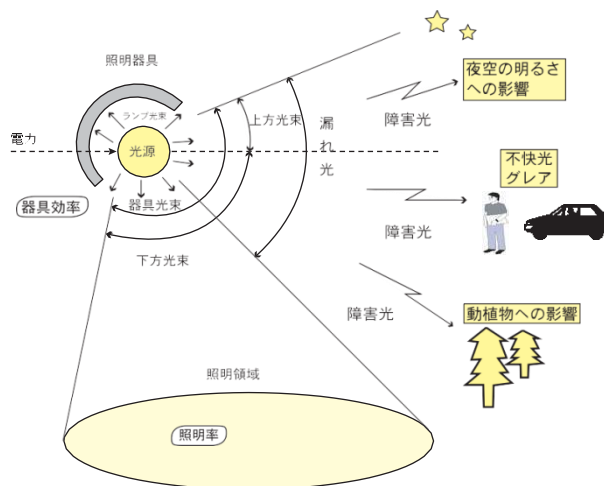 照明器具
ランプ光束
電力
光源
器具効率
器具光束
下方光束
上方光束
漏れ光
照明領域
照明率
障害光
夜空の明るさ
への影響
障害光
不快光
グレア
障害光
動植物への影響